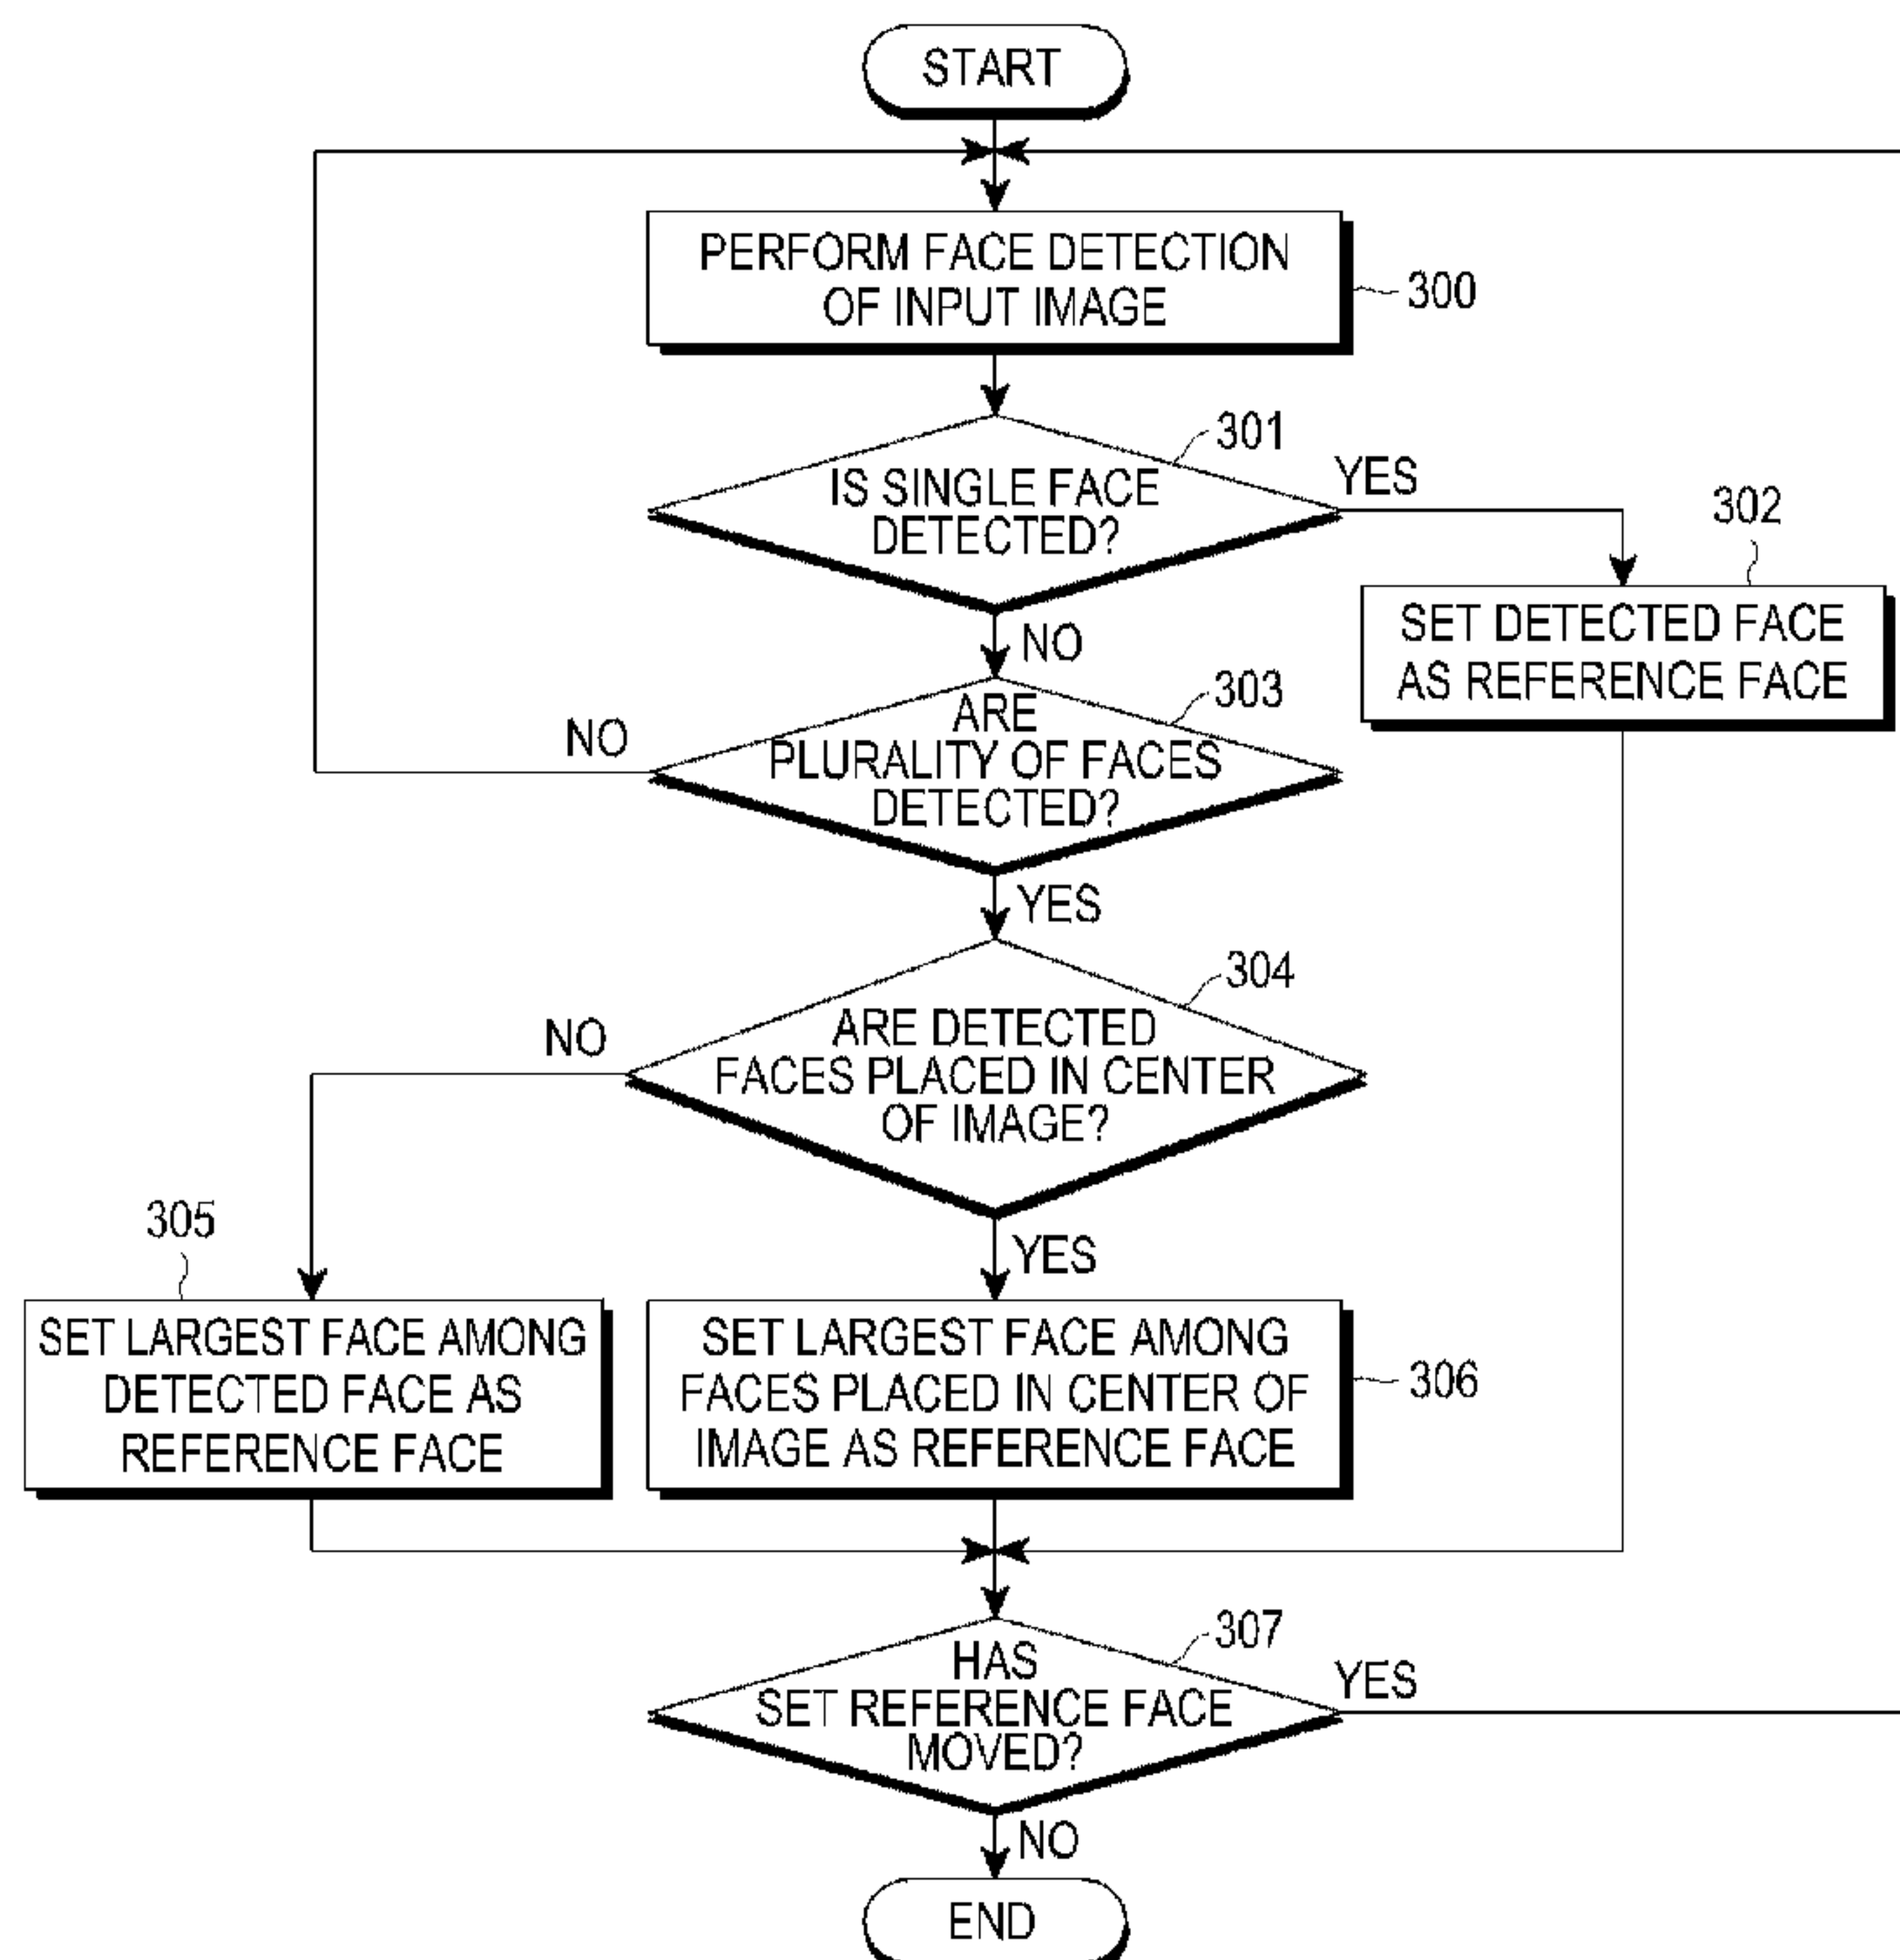 START
PERFORM FACE DETECTION
OF INPUT IMAGE
300
301
IS SINGLE FACE
DETECTED?
YES
302
SET DETECTED FACE
AS REFERENCE FACE
NO
303
ARE
PLURALITY OF FACES
DETECTED?
NO
YES
304
ARE DETECTED
FACES PLACED IN CENTER
OF IMAGE?
NO
YES
305
SET LARGEST FACE AMONG
DETECTED FACE AS
REFERENCE FACE
SET LARGEST FACE AMONG
FACES PLACED IN CENTER OF
IMAGE AS REFERENCE FACE
306
307
HAS
SET REFERENCE FACE
MOVED?
YES
NO
END